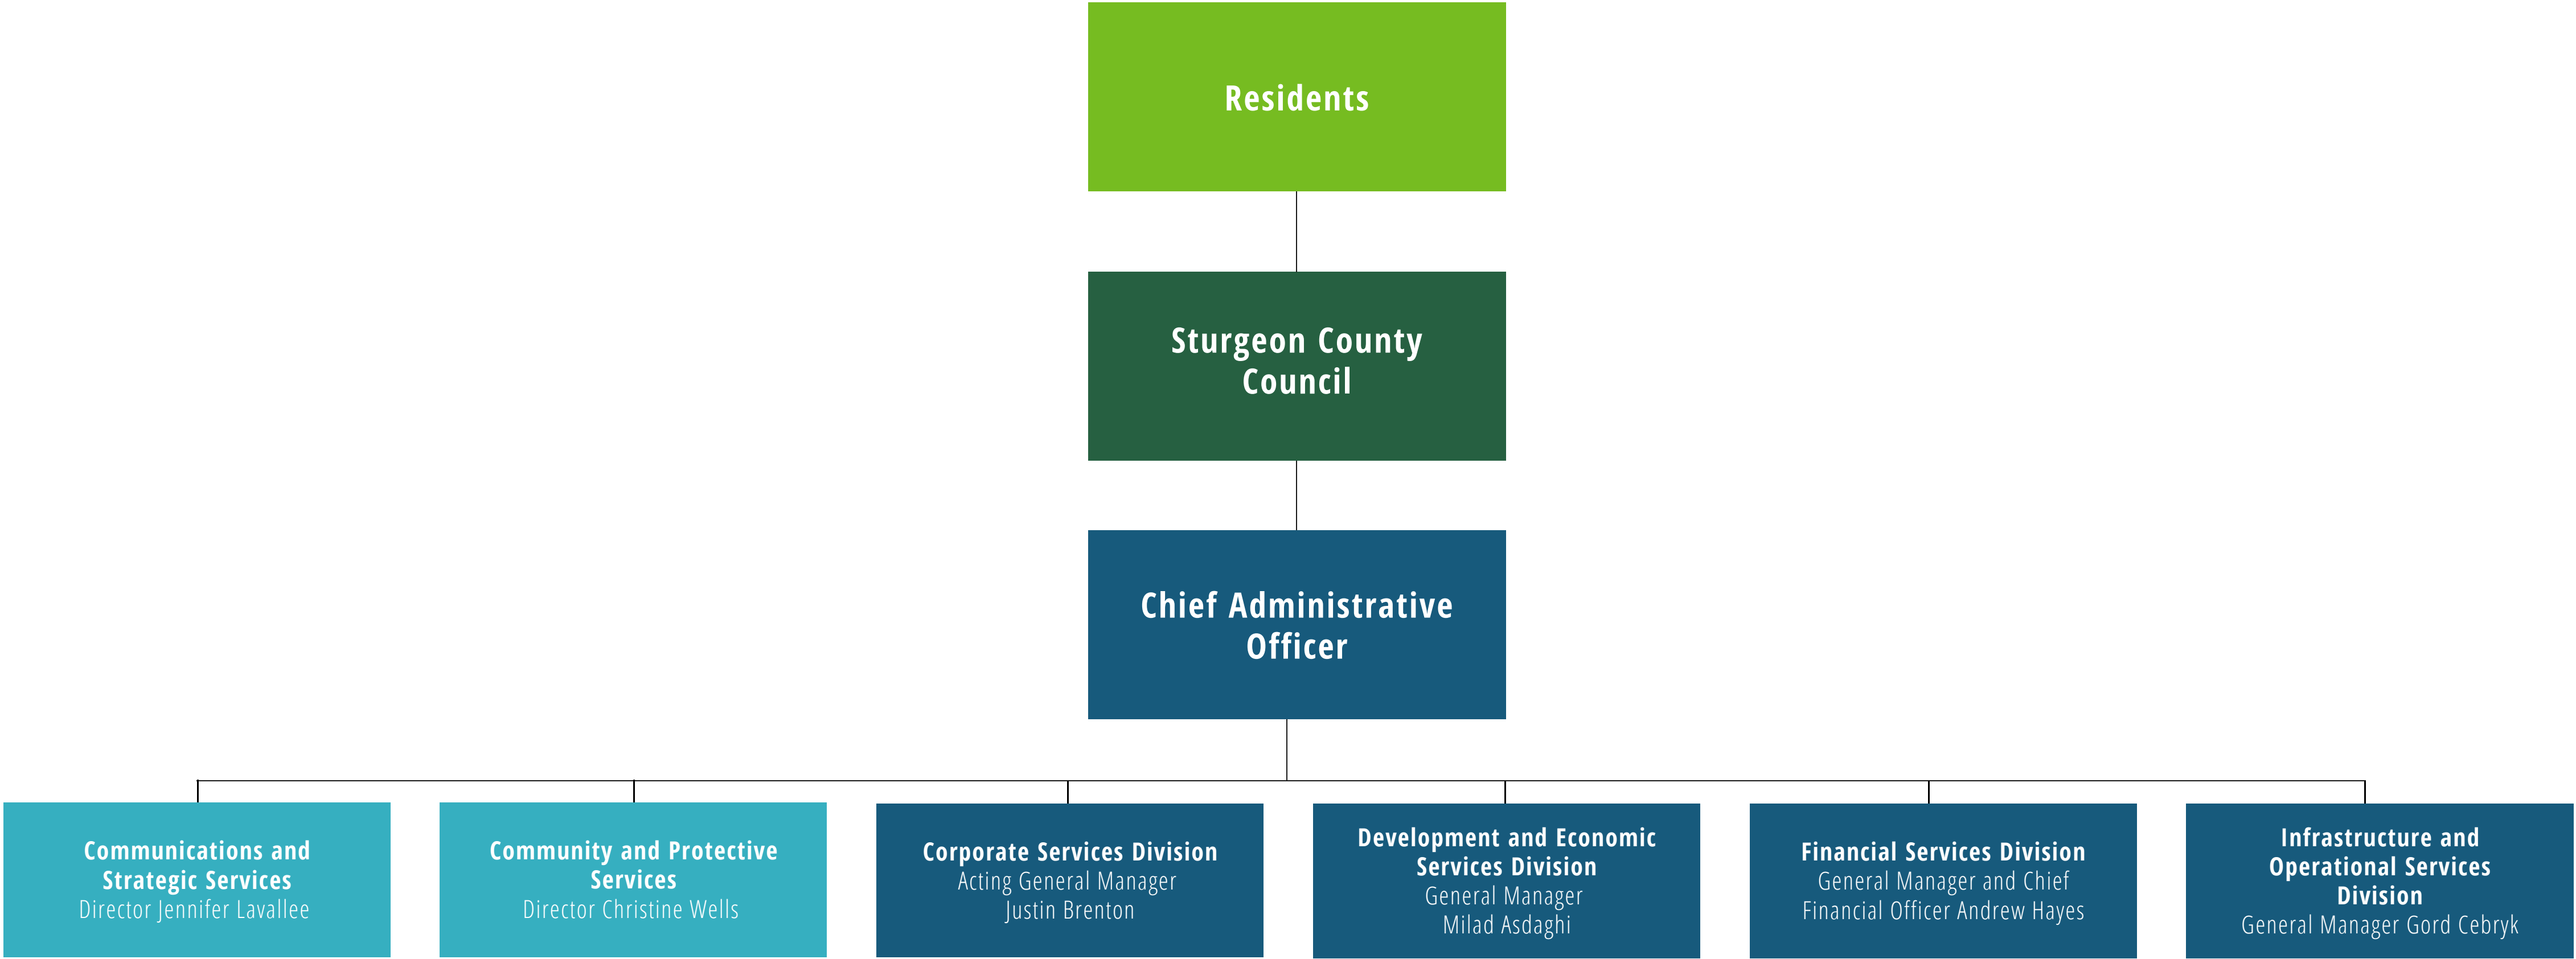 Residents
Sturgeon County
Council
Chief Administrative
Officer
Communications and
Strategic Services
Director Jennifer Lavallee
Community and Protective
Services
Director Christine Wells
Corporate Services Division
Acting General Manager
Justin Brenton
Development and Economic
Services Division
General Manager
Milad Asdaghi
Financial Services Division
General Manager and Chief
Financial Officer Andrew Hayes
Infrastructure and
Operational Services
Division
General Manager Gord Cebryk